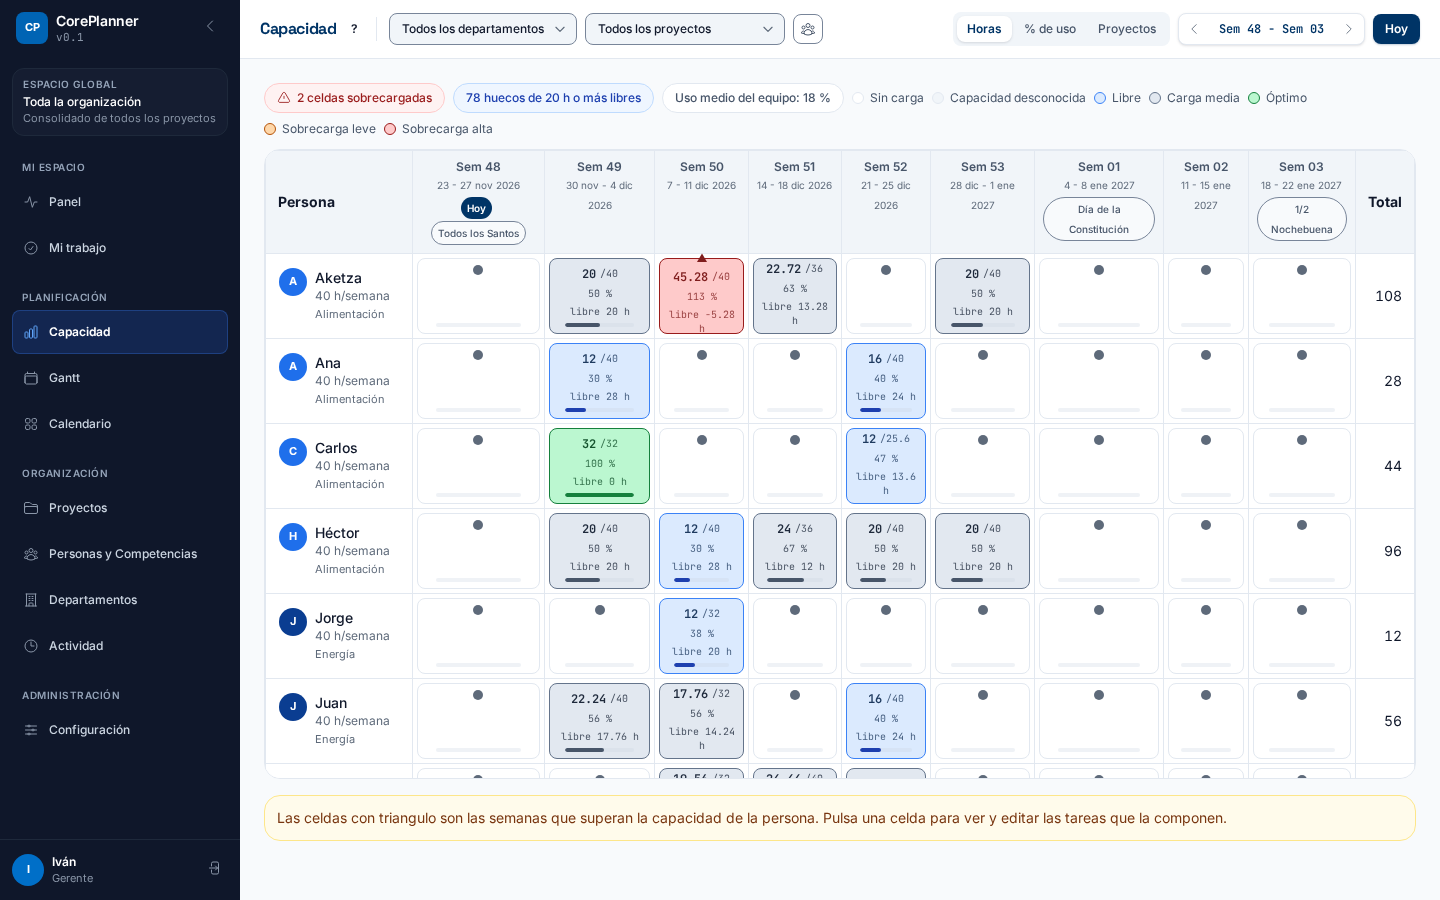 CP
CorePlanner
v0.1
ESPACIO GLOBAL
Toda la organización
Consolidado de todos los proyectos
MI ESPACIO
Panel
Mi trabajo
PLANIFICACIÓN
Capacidad
Gantt
Calendario
ORGANIZACIÓN
Proyectos
Personas y Competencias
Departamentos
Actividad
ADMINISTRACIÓN
Configuración
I
Iván
Gerente
Capacidad ? Todos los departamentos Todos los proyectos Horas % de uso Proyectos Sem 48 - Sem 03 Hoy
2 celdas sobrecargadas 78 huecos de 20 h o más libres Uso medio del equipo: 18 % Sin carga Capacidad desconocida Libre Carga media Óptimo
Sobrecarga leve Sobrecarga alta
Persona
Sem 48
23 - 27 nov 2026
Hoy
Todos los Santos
Sem 49
30 nov - 4 dic
2026
Sem 50
7 - 11 dic 2026
Sem 51
14 - 18 dic 2026
Sem 52
21 - 25 dic
2026
Sem 53
28 dic - 1 ene
2027
Sem 01
4 - 8 ene 2027
Día de la
Constitución
Sem 02
11 - 15 ene
2027
Sem 03
18 - 22 ene 2027
1/2
Nochebuena
Total
A
Aketza
40 h/semana
Alimentación
20 /40
50 %
libre 20 h
45.28 /40
113 %
libre -5.28
h
22.72 /36
63 %
libre 13.28
h
20 /40
50 %
libre 20 h
108
A
Ana
40 h/semana
Alimentación
12 /40
30 %
libre 28 h
16 /40
40 %
libre 24 h
28
C
Carlos
40 h/semana
Alimentación
32 /32
100 %
libre 0 h
12 /25.6
47 %
libre 13.6
h
44
H
Héctor
40 h/semana
Alimentación
20 /40
50 %
libre 20 h
12 /40
30 %
libre 28 h
24 /36
67 %
libre 12 h
20 /40
50 %
libre 20 h
20 /40
50 %
libre 20 h
96
J
Jorge
40 h/semana
Energía
12 /32
38 %
libre 20 h
12
J
Juan
40 h/semana
Energía
22.24 /40
56 %
libre 17.76 h
17.76 /32
56 %
libre 14.24
h
16 /40
40 %
libre 24 h
56
Las celdas con triangulo son las semanas que superan la capacidad de la persona. Pulsa una celda para ver y editar las tareas que la componen.